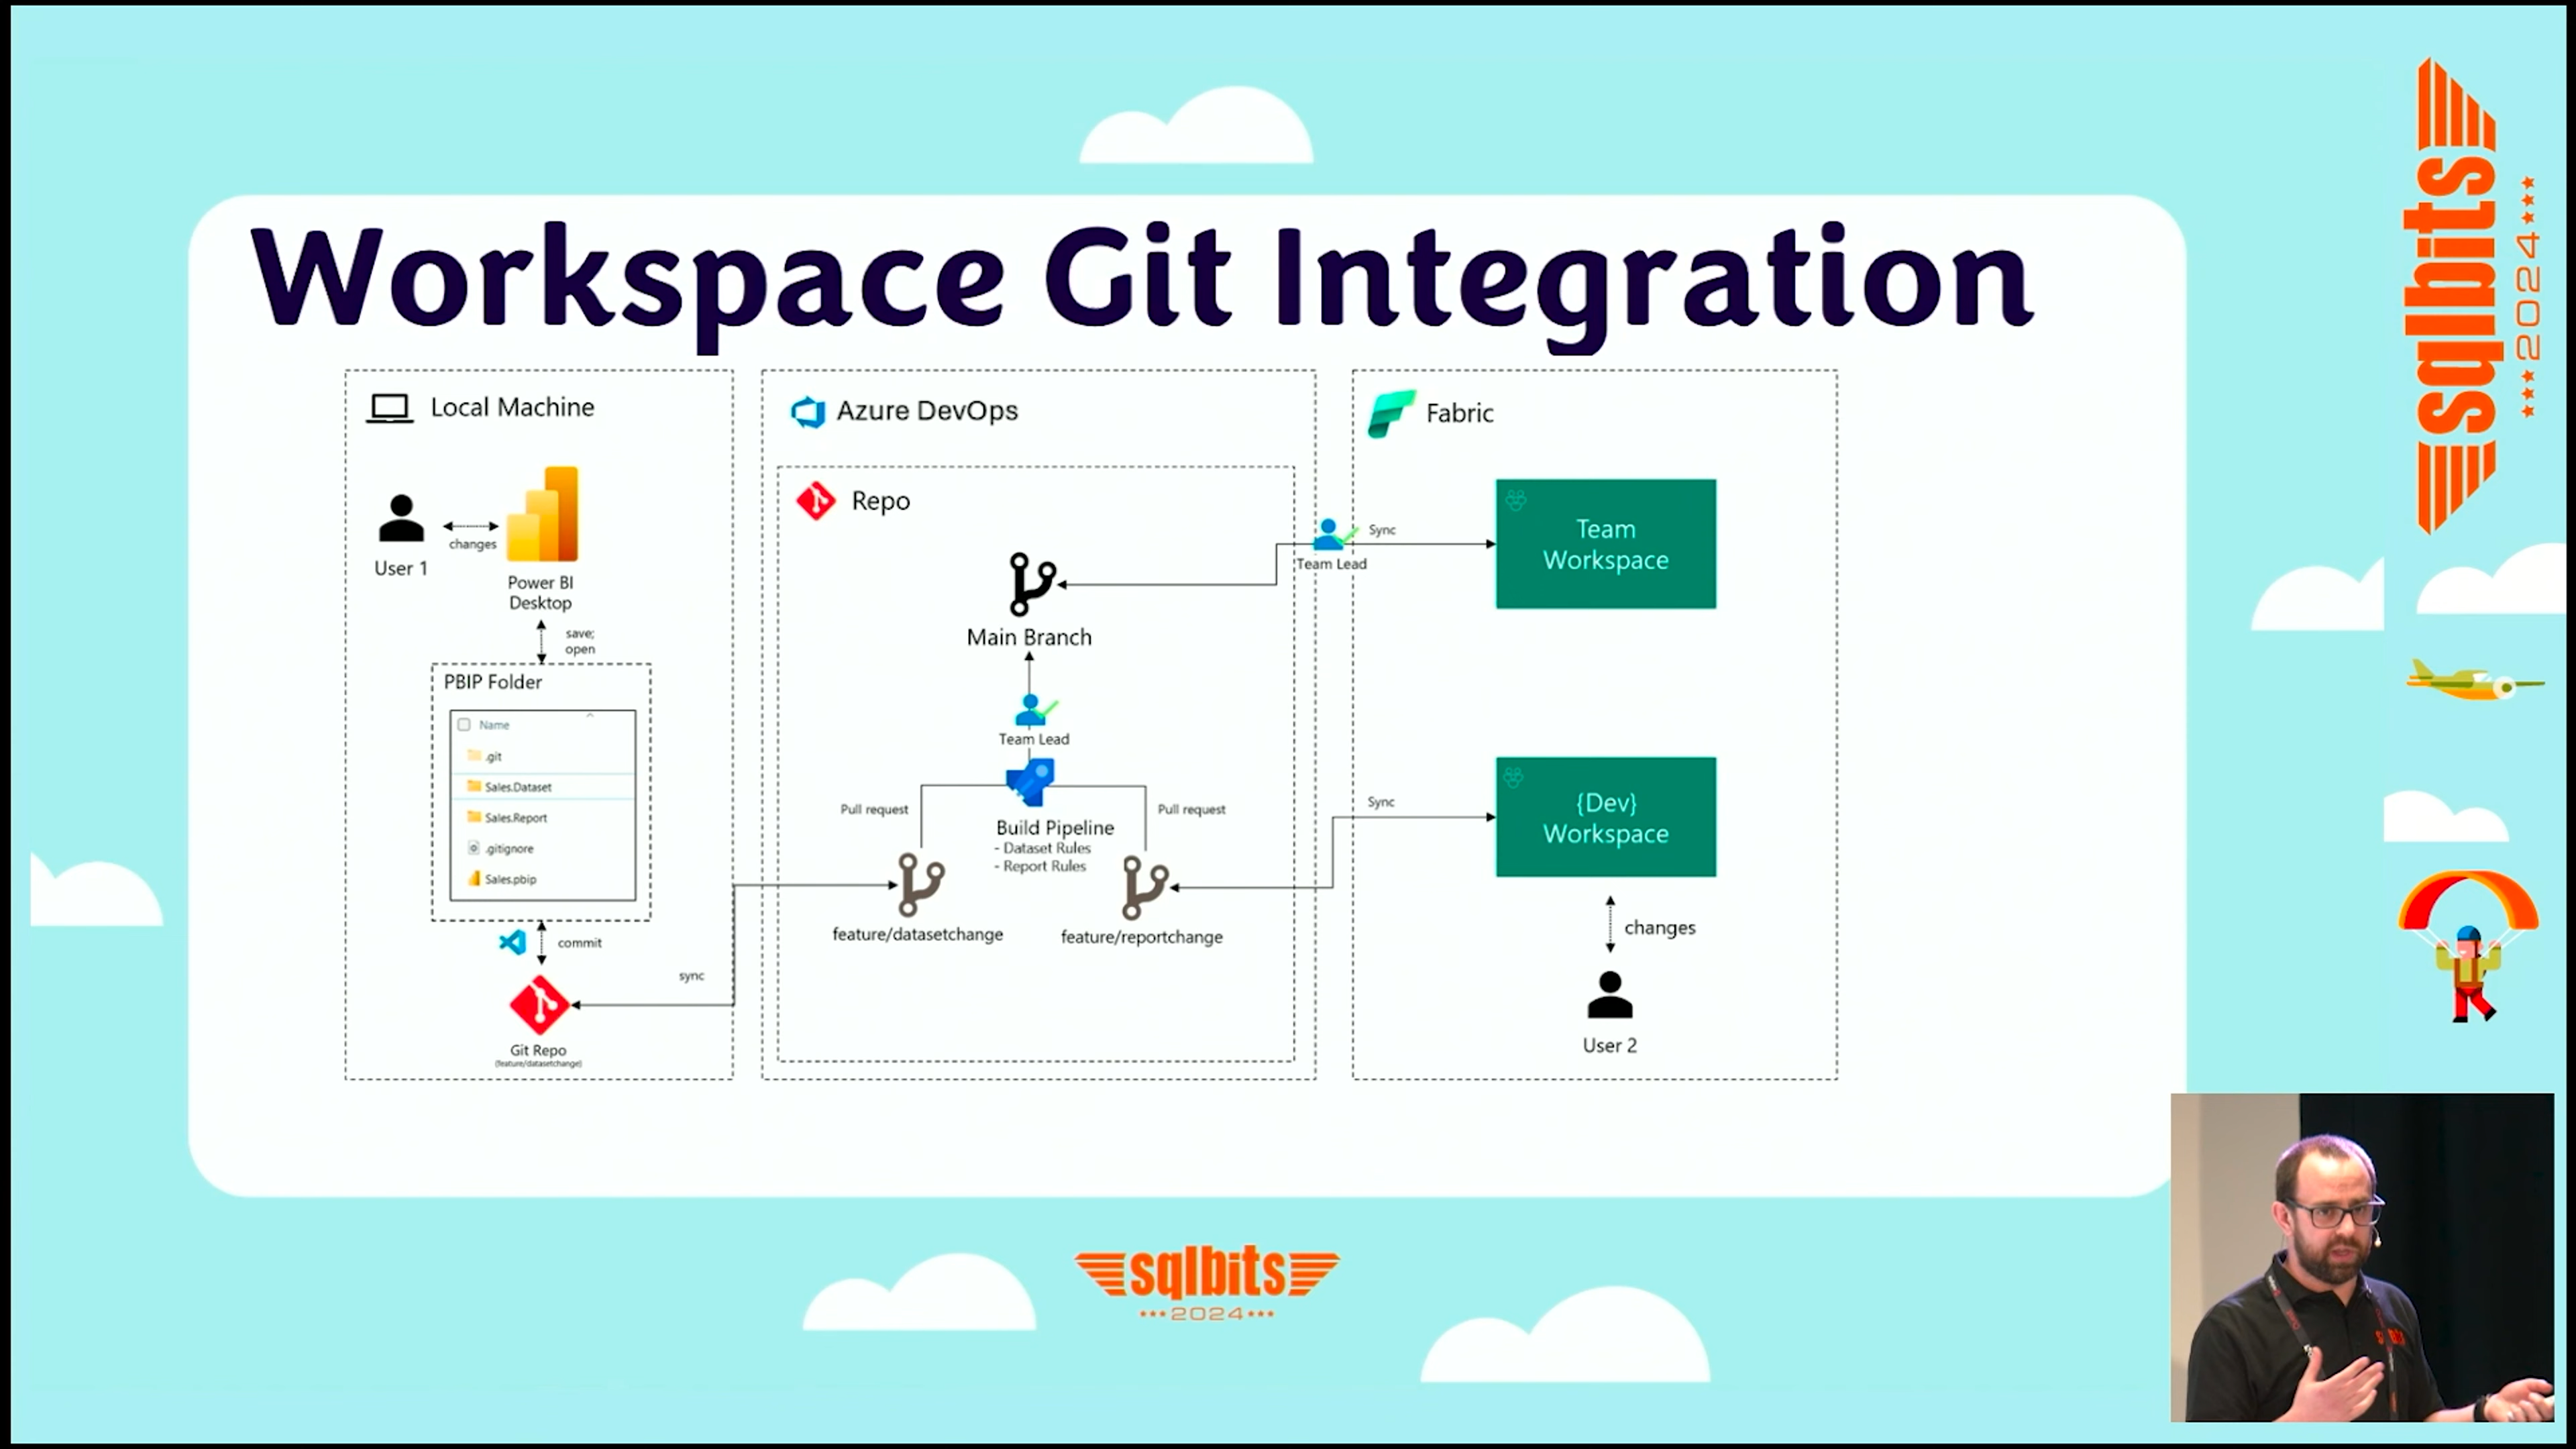 Workspace Git Integration
Local Machine
User 1
changes
Power BI
Desktop
save;
open
PBIP Folder
Name
.git
Sales.Dataset
Sales.Report
.gitignore
Sales.pbip
commit
sync
Git Repo
(feature/datasetchange)
Azure DevOps
Repo
Main Branch
Team Lead
Pull request
Pull request
Build Pipeline
- Dataset Rules
- Report Rules
feature/datasetchange
feature/reportchange
Fabric
Team Lead
Sync
Team
Workspace
Sync
{Dev}
Workspace
changes
User 2
sqlbits
2024
sqlbits
2024